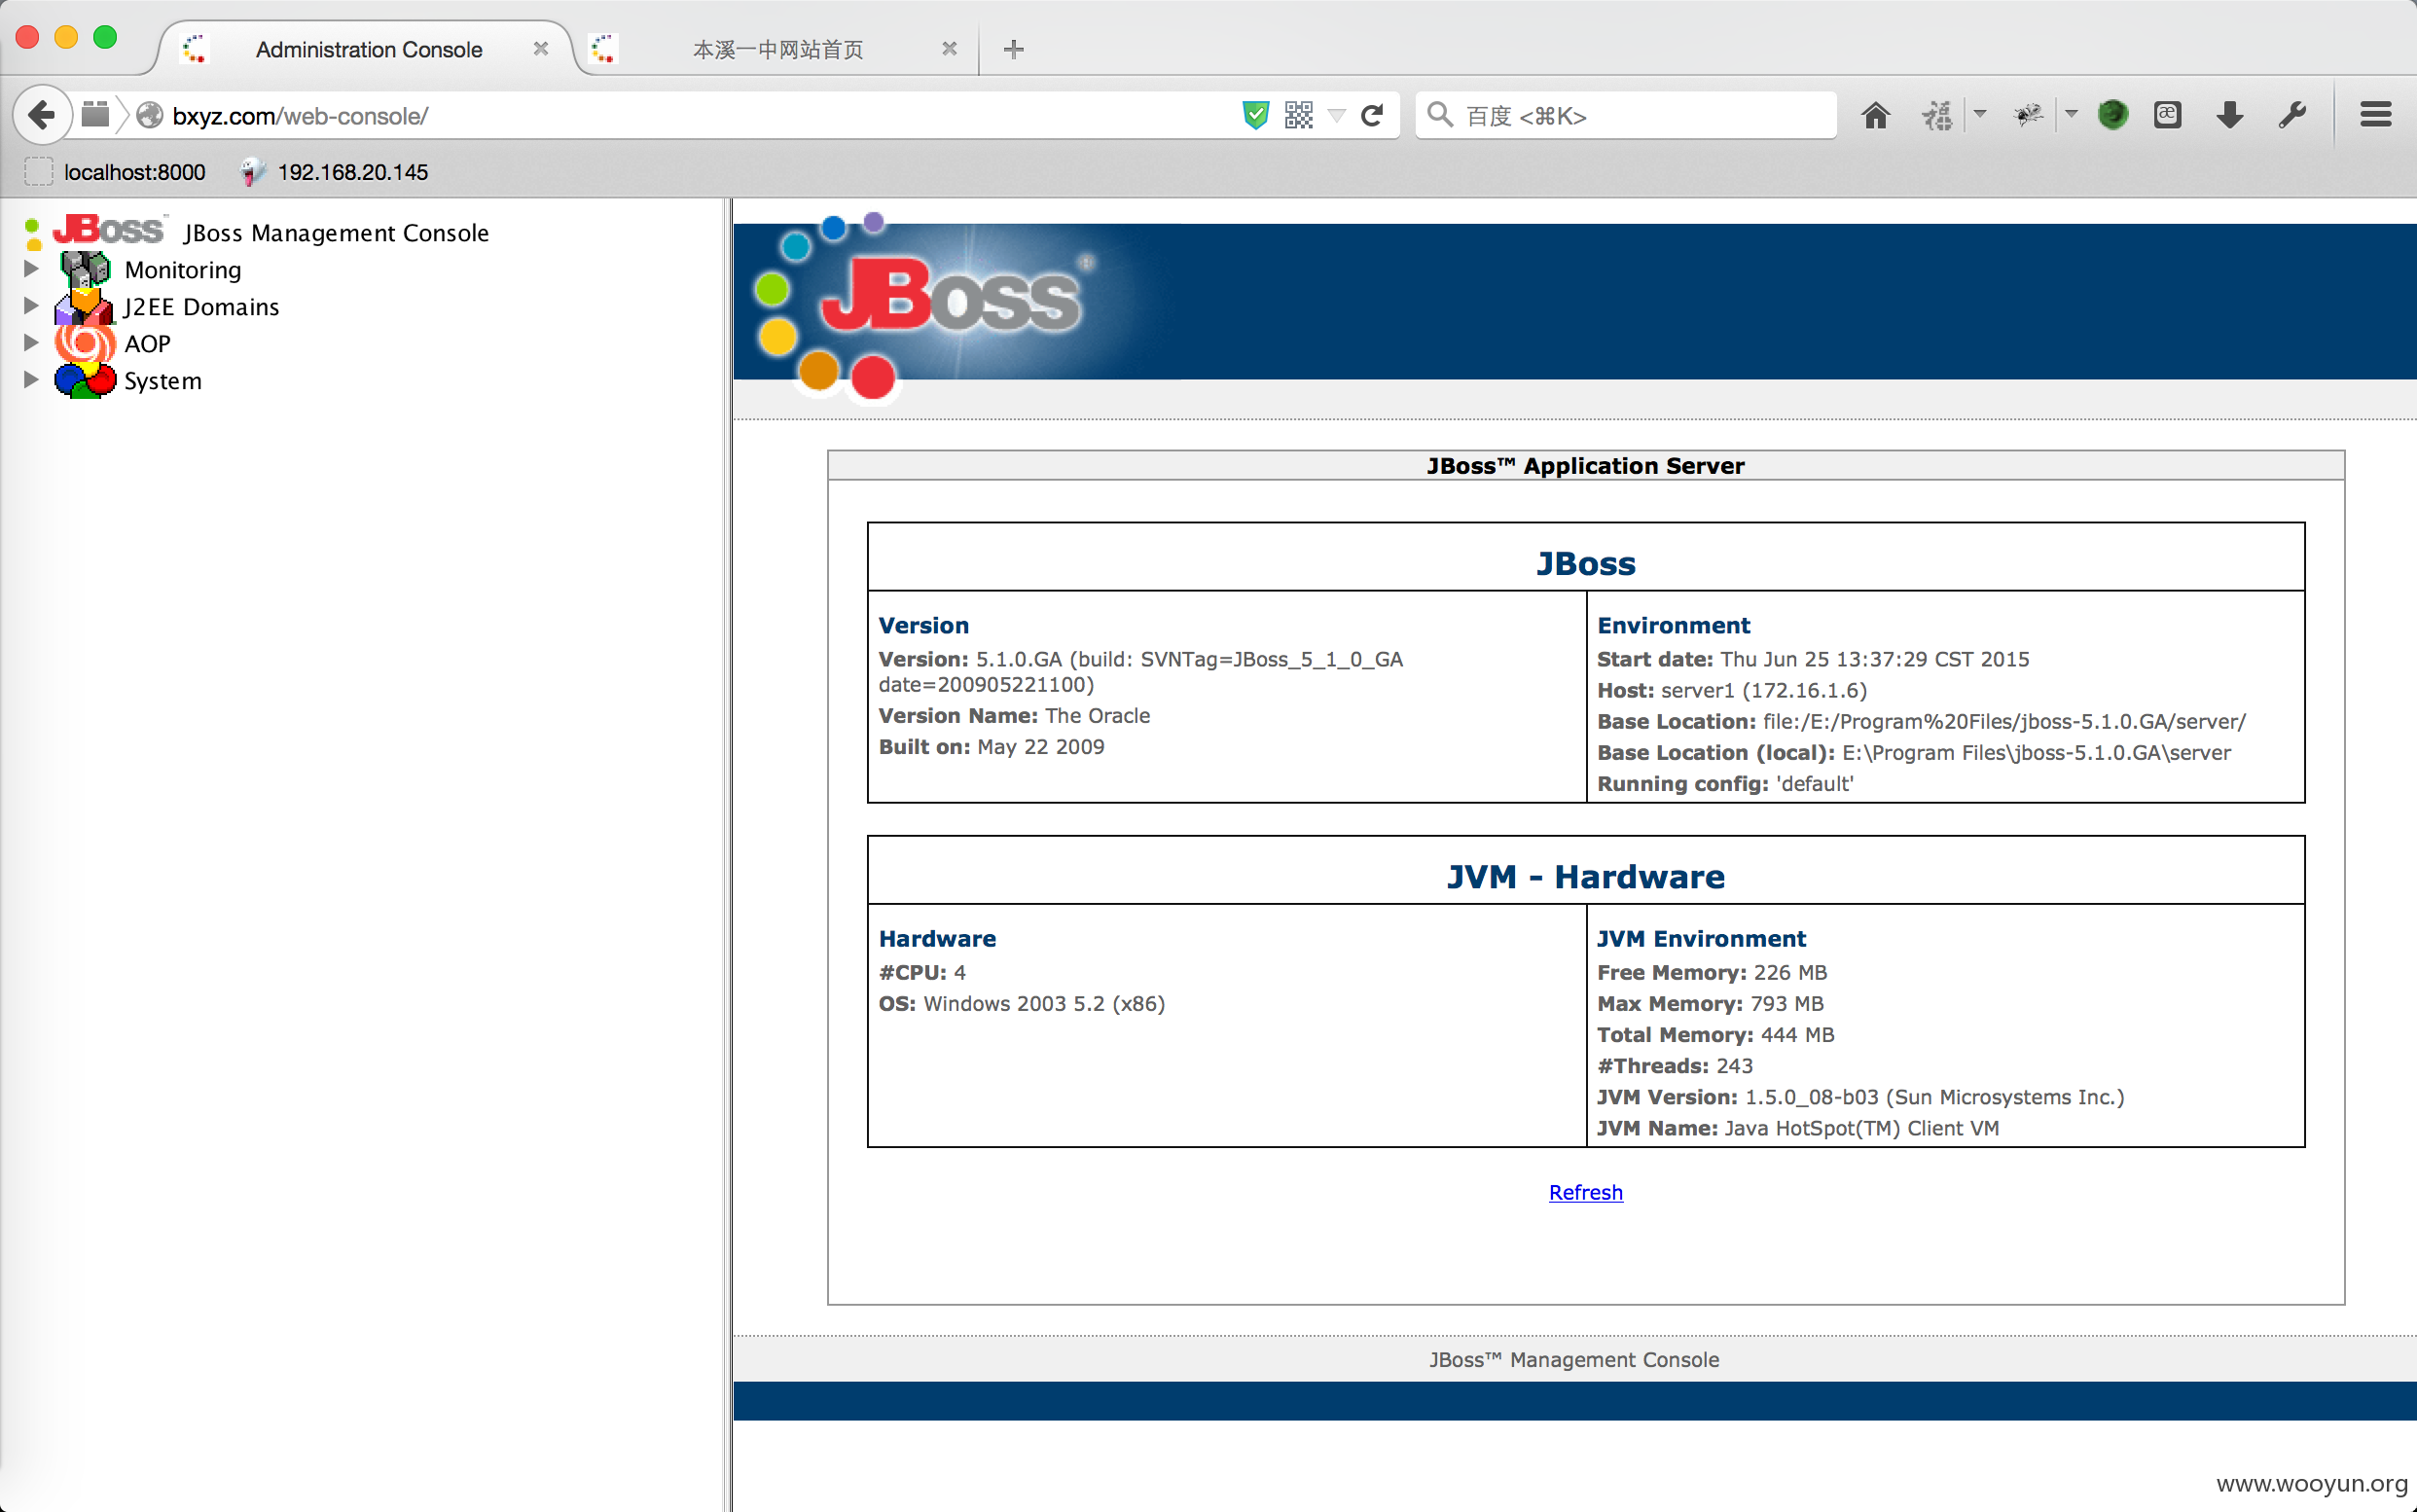 Administration Console
本溪一中网站首页
bxyz.com/web-console/
百度 <⌘K>
localhost:8000
192.168.20.145
JBoss JBoss Management Console
Monitoring
J2EE Domains
AOP
System
JBoss
JBoss™ Application Server
JBoss
Version
Version: 5.1.0.GA (build: SVNTag=JBoss_5_1_0_GA
date=200905221100)
Version Name: The Oracle
Built on: May 22 2009
Environment
Start date: Thu Jun 25 13:37:29 CST 2015
Host: server1 (172.16.1.6)
Base Location: file:/E:/Program%20Files/jboss-5.1.0.GA/server/
Base Location (local): E:\Program Files\jboss-5.1.0.GA\server
Running config: 'default'
JVM - Hardware
Hardware
#CPU: 4
OS: Windows 2003 5.2 (x86)
JVM Environment
Free Memory: 226 MB
Max Memory: 793 MB
Total Memory: 444 MB
#Threads: 243
JVM Version: 1.5.0_08-b03 (Sun Microsystems Inc.)
JVM Name: Java HotSpot(TM) Client VM
Refresh
JBoss™ Management Console
www.wooyun.org